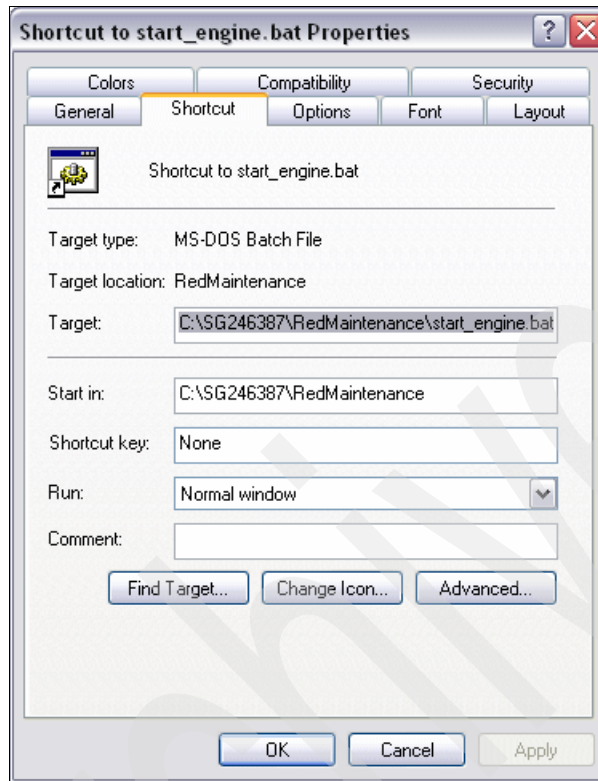 Shortcut to start_engine.bat Properties
Colors Compatibility Security
General Shortcut Options Font Layout
Shortcut to start_engine.bat
Target type: MS-DOS Batch File
Target location: RedMaintenance
Target: C:\SG246387\RedMaintenance\start_engine.bat
Start in: C:\SG246387\RedMaintenance
Shortcut key: None
Run: Normal window
Comment:
Find Target... Change Icon... Advanced...
OK Cancel Apply